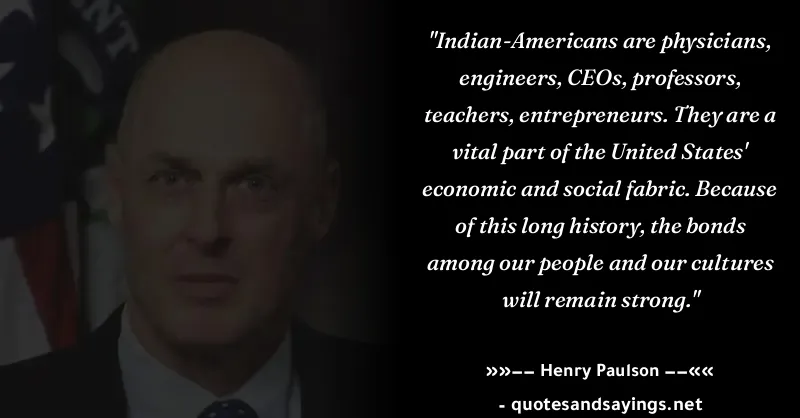 "Indian-Americans are physicians,
engineers, CEOs, professors,
teachers, entrepreneurs. They are a
vital part of the United States'
economic and social fabric. Because
of this long history, the bonds
among our people and our cultures
will remain strong."
»»−− Henry Paulson −−««
- quotesandsayings.net